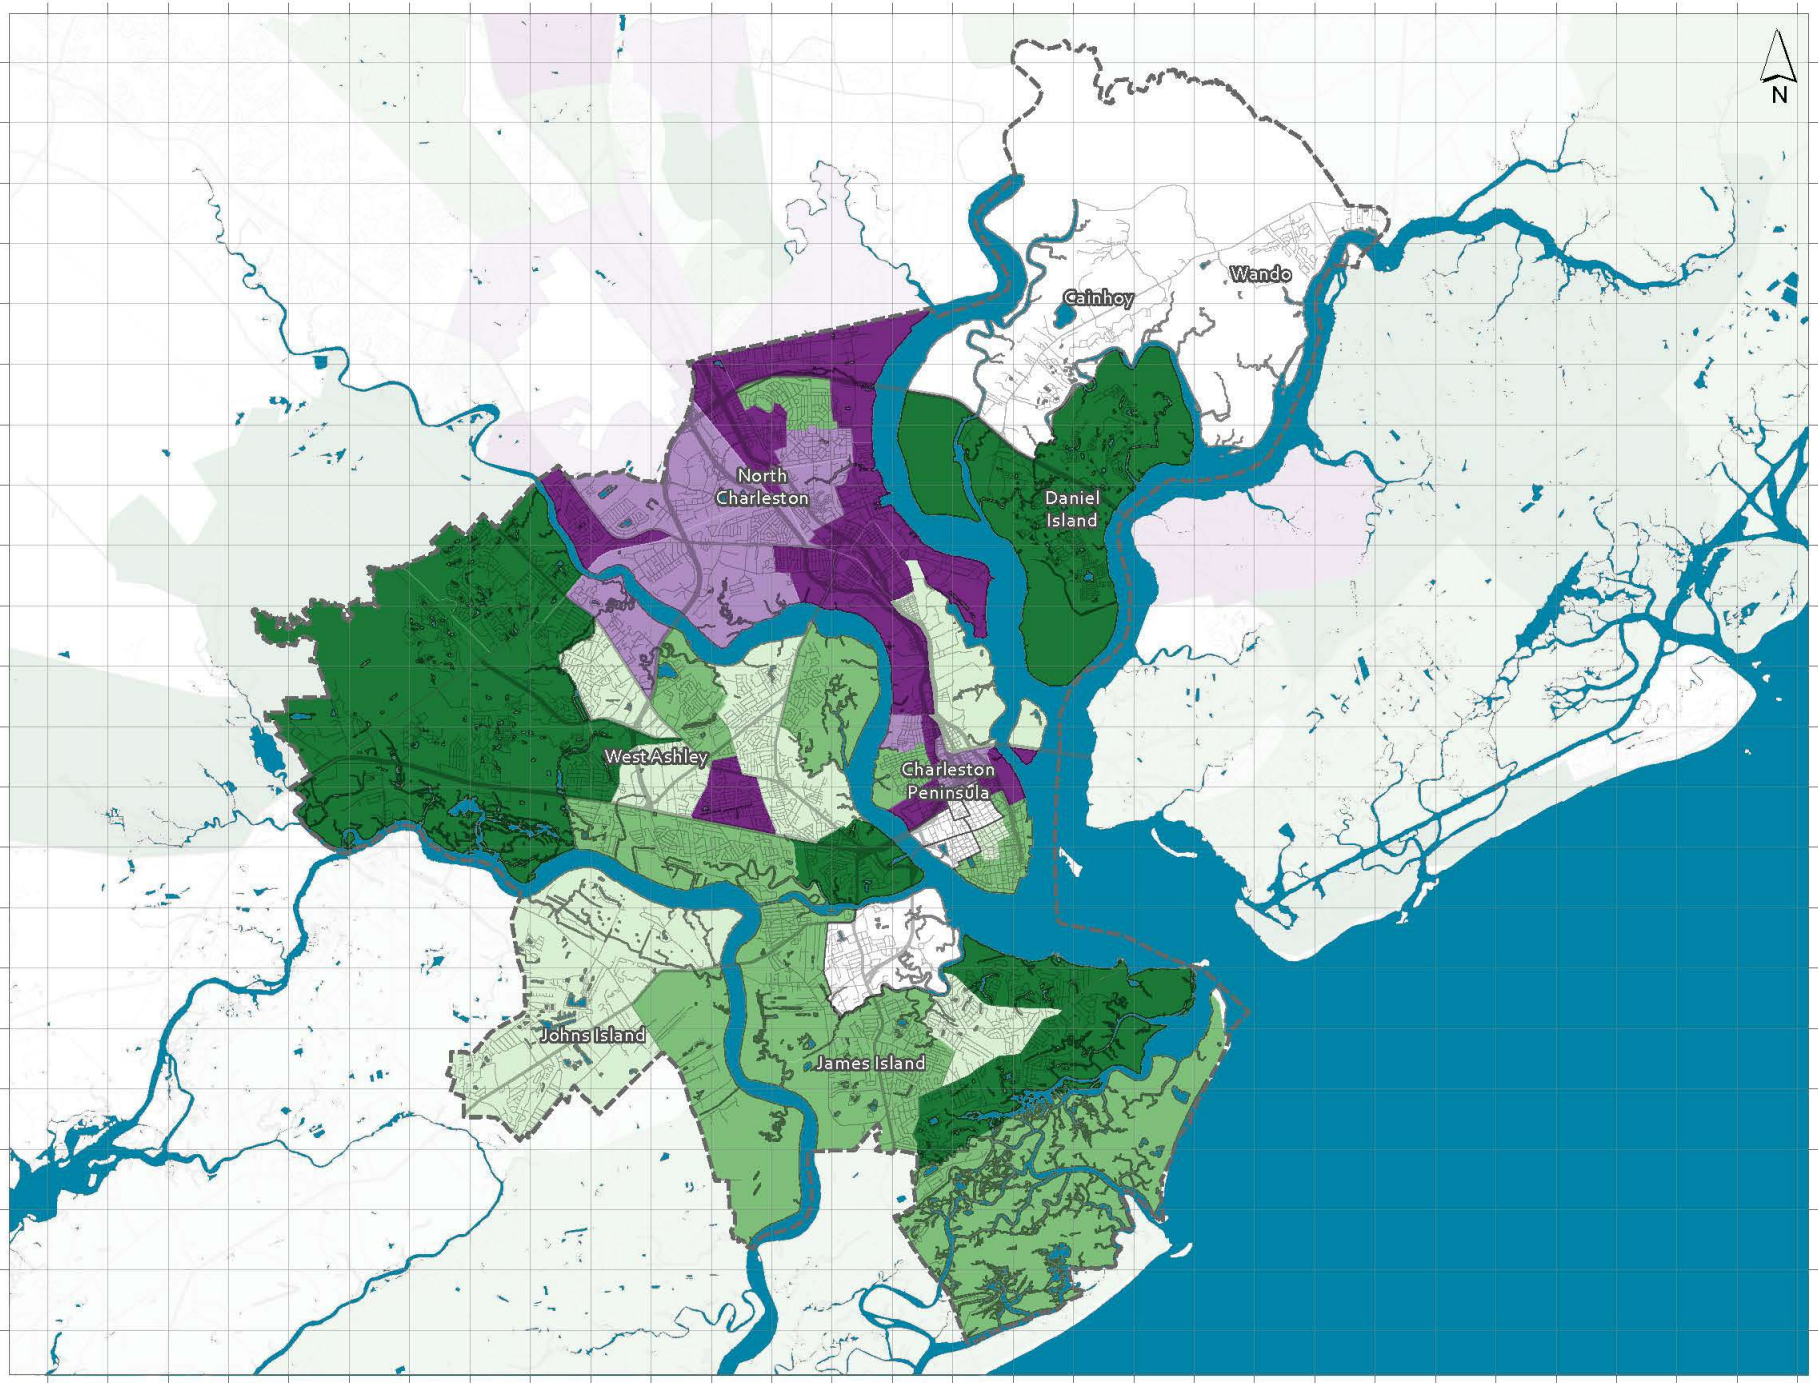 N
Wando
Cainhoy
North
Charleston
Daniel
Island
West Ashley
Charleston
Peninsula
Johns Island
James Island